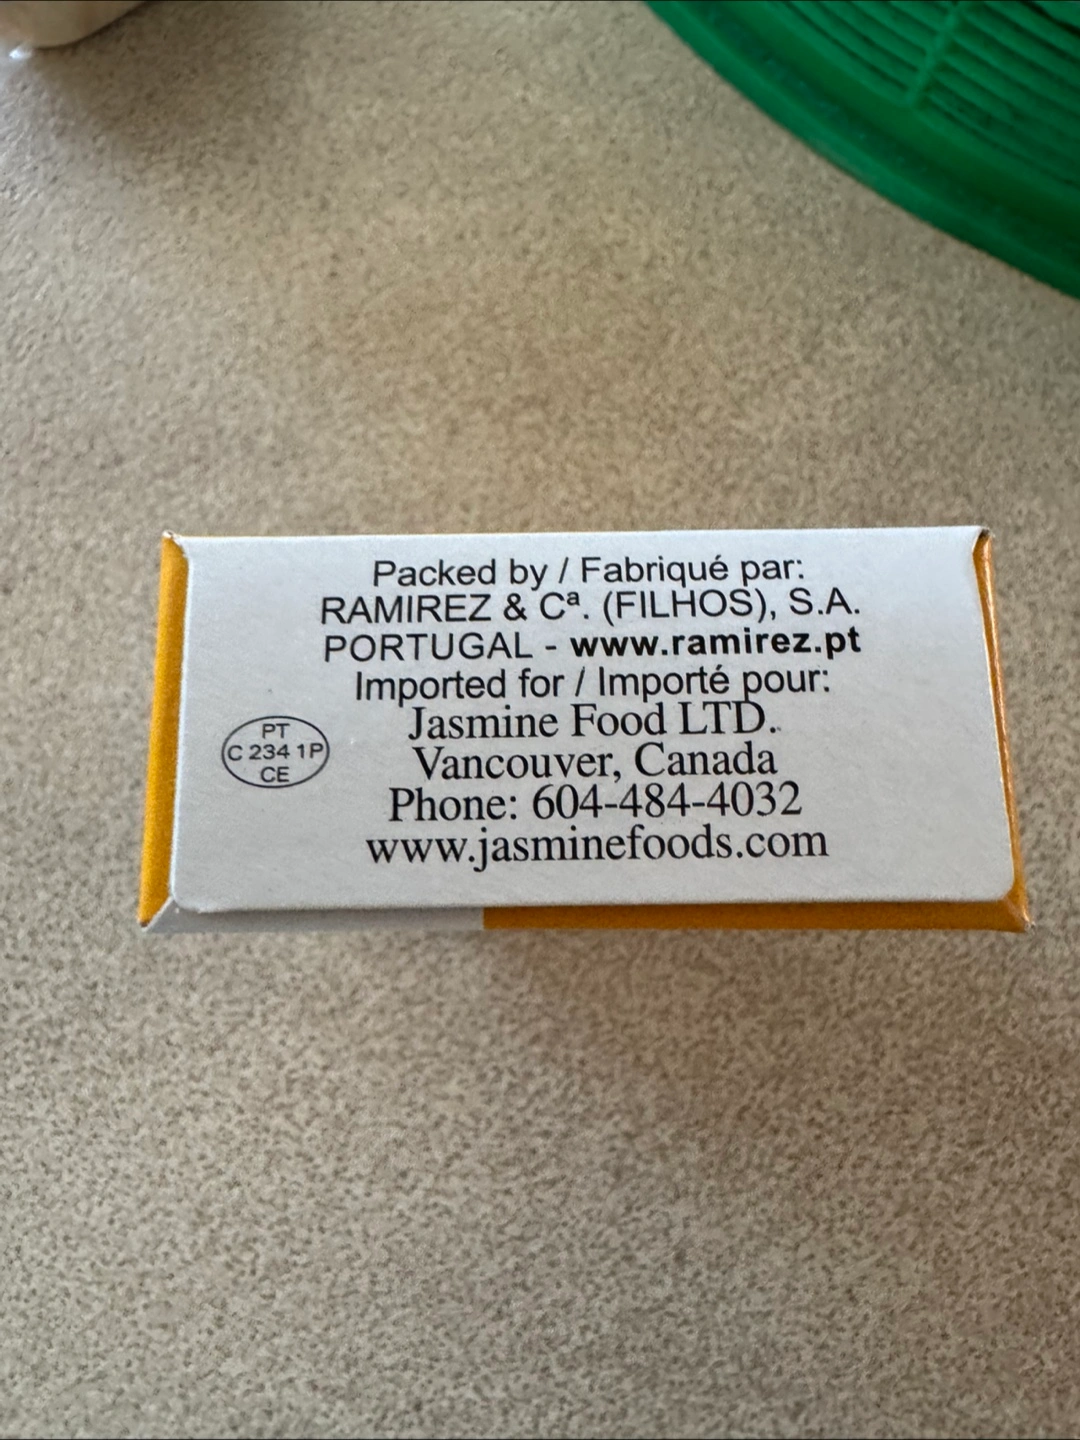 Packed by / Fabriqué par:
RAMIREZ & Cª. (FILHOS), S.A.
PORTUGAL - www.ramirez.pt
Imported for / Importé pour:
Jasmine Food LTD.
Vancouver, Canada
Phone: 604-484-4032
www.jasminefoods.com
PT
C 234 1P
CE